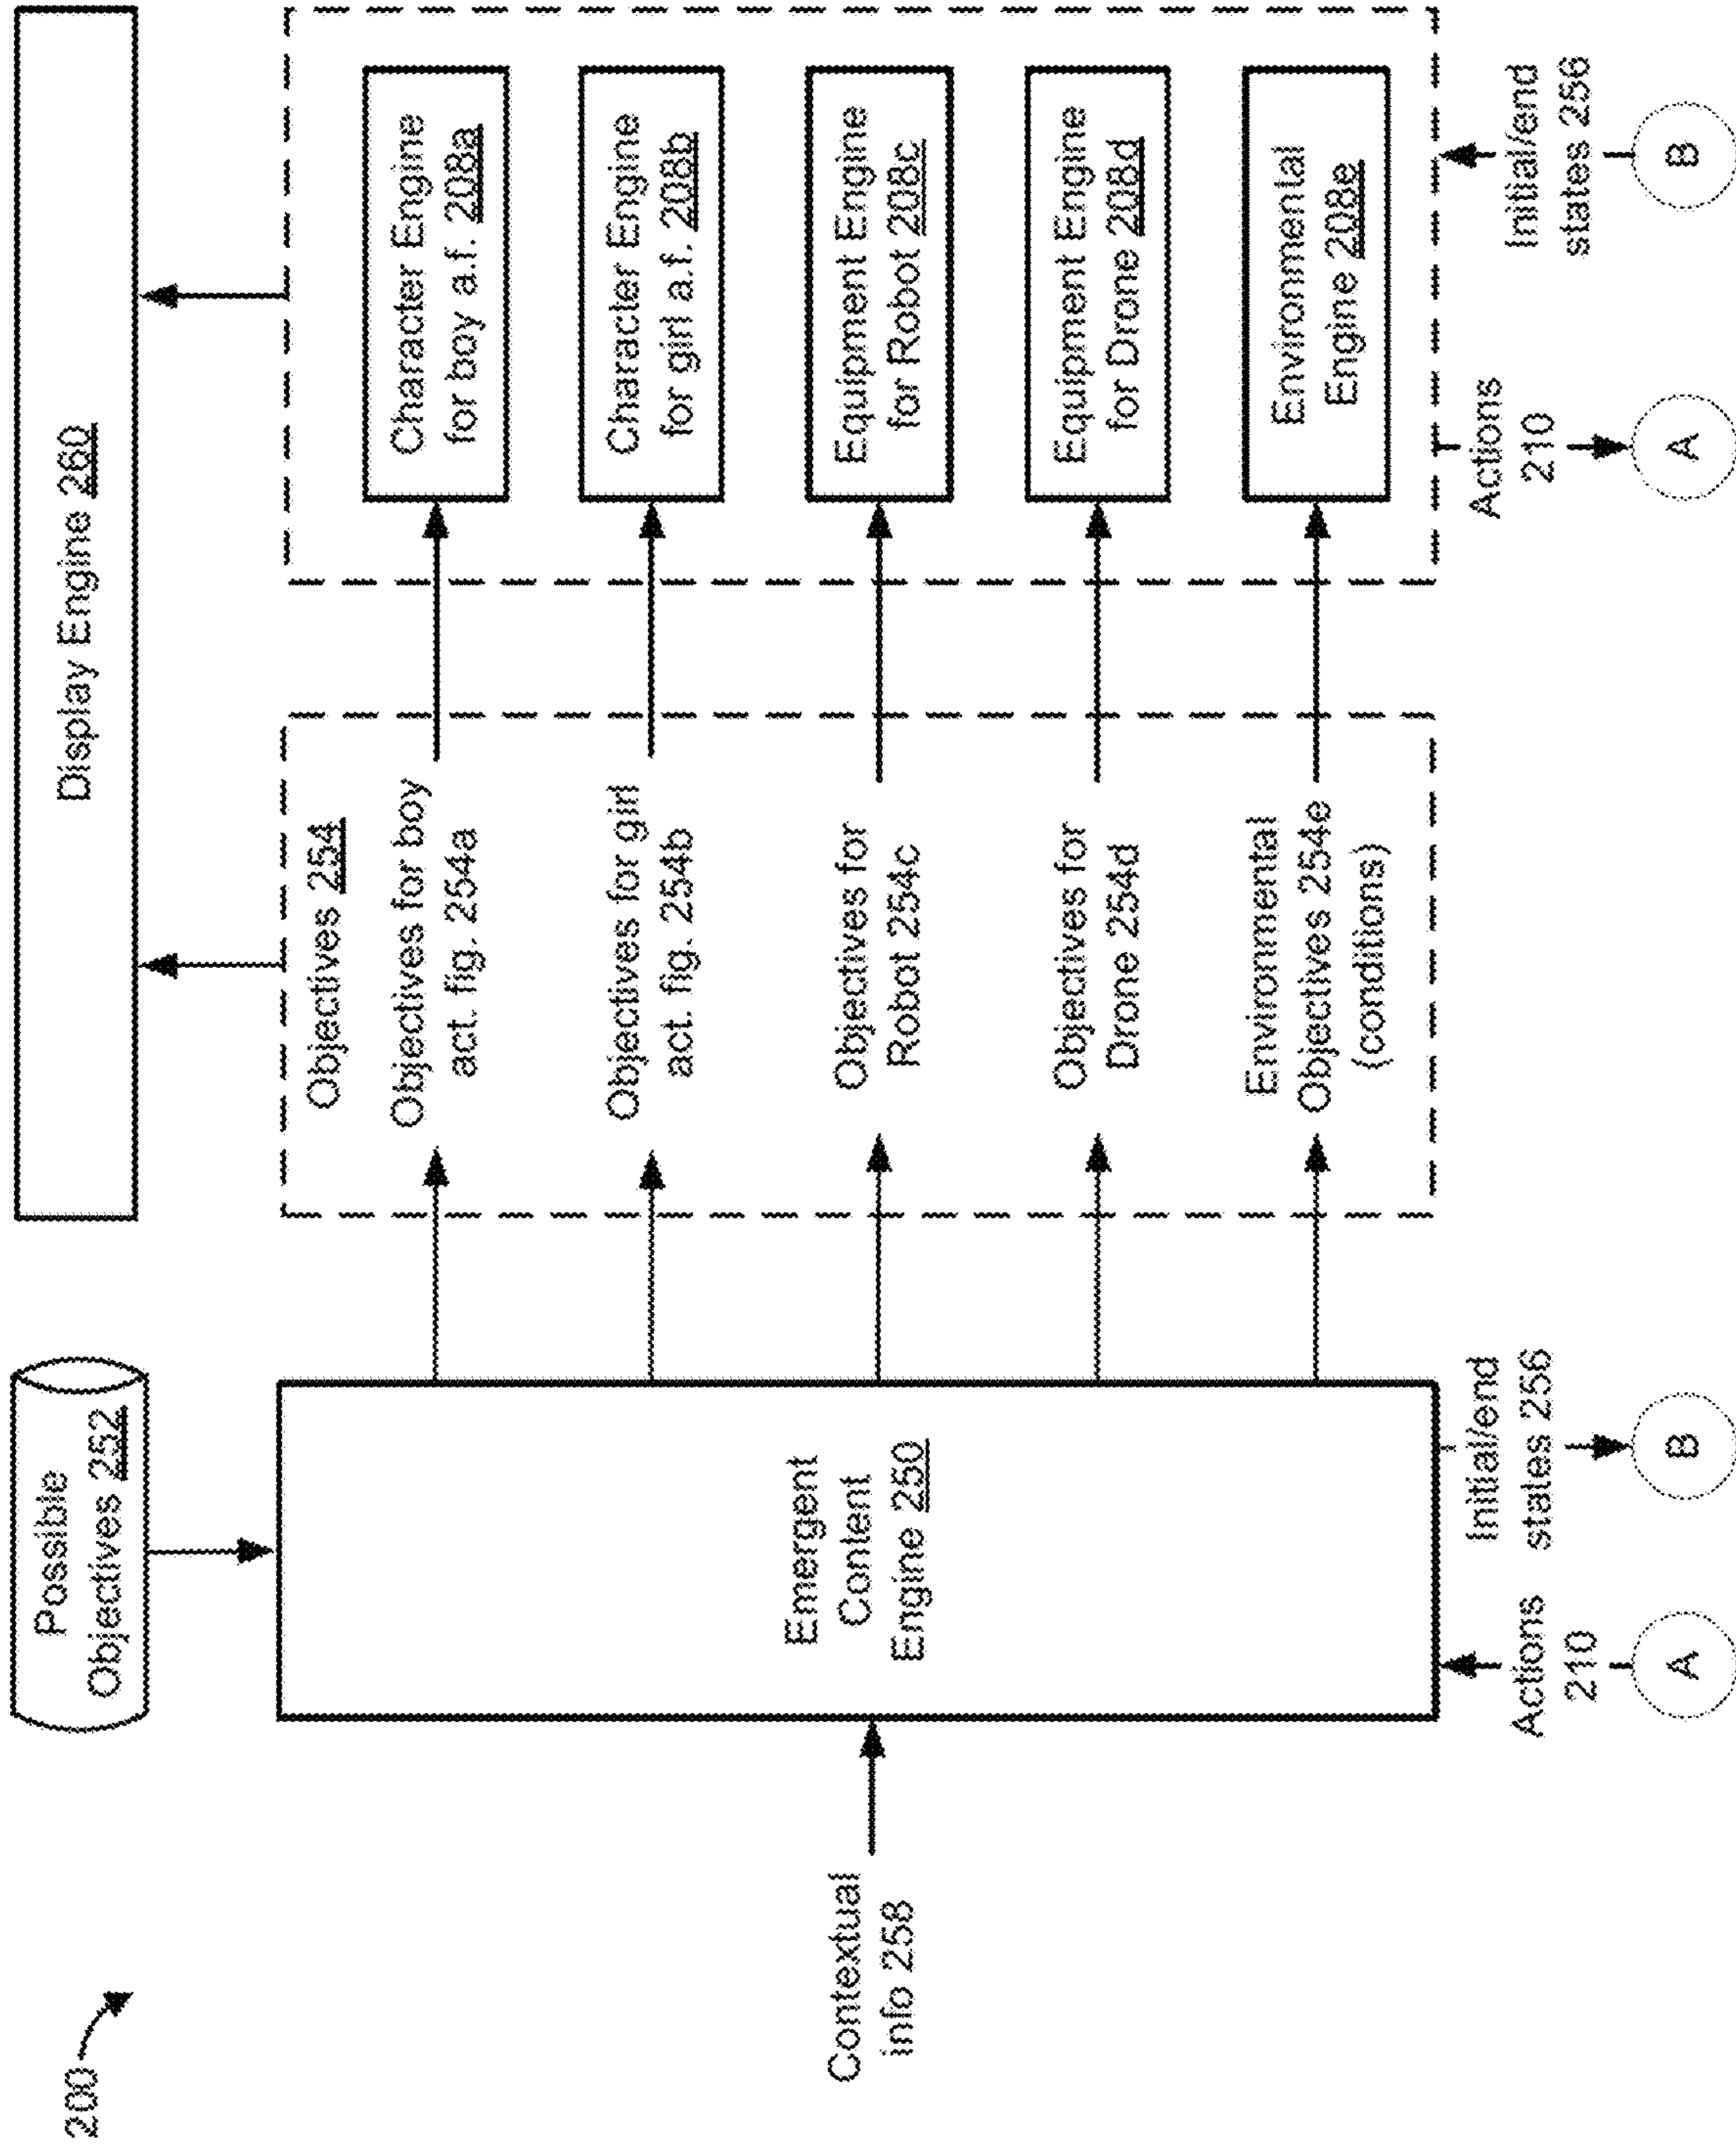 200
Possible
Objectives 252
Display Engine 260
Contextual
info 258
Emergent
Content
Engine 250
Objectives 254
Objectives for boy
act. fig. 254a
Objectives for girl
act. fig. 254b
Objectives for
Robot 254c
Objectives for
Drone 254d
Environmental
Objectives 254e
(conditions)
Character Engine
for boy a.f. 208a
Character Engine
for girl a.f. 208b
Equipment Engine
for Robot 208c
Equipment Engine
for Drone 208d
Environmental
Engine 208e
Actions
210
A
Initial/end
states 256
B
Actions
210
A
Initial/end
states 256
B